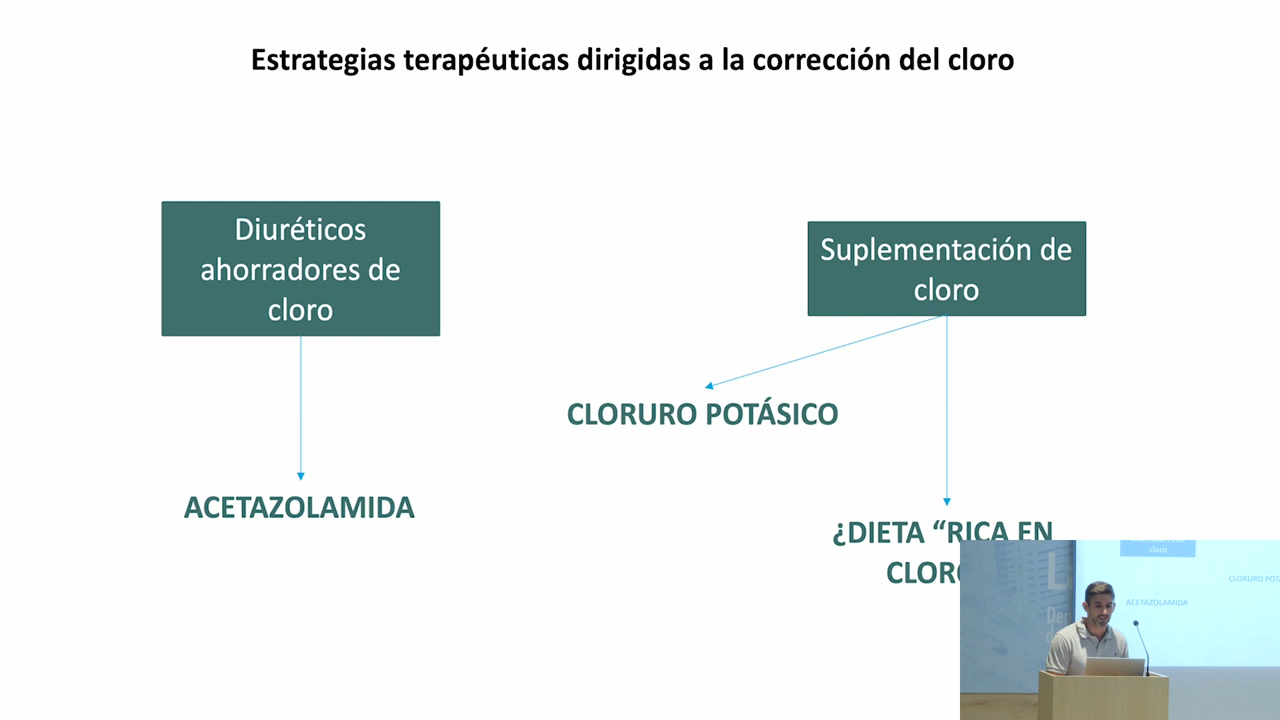 Estrategias terapéuticas dirigidas a la corrección del cloro
Diuréticos
ahorradores de
cloro
Suplementación de
cloro
CLORURO POTÁSICO
ACETAZOLAMIDA
¿DIETA “RICA EN
cloro
CLORURO POTÁ
ACETAZOLAMIDA